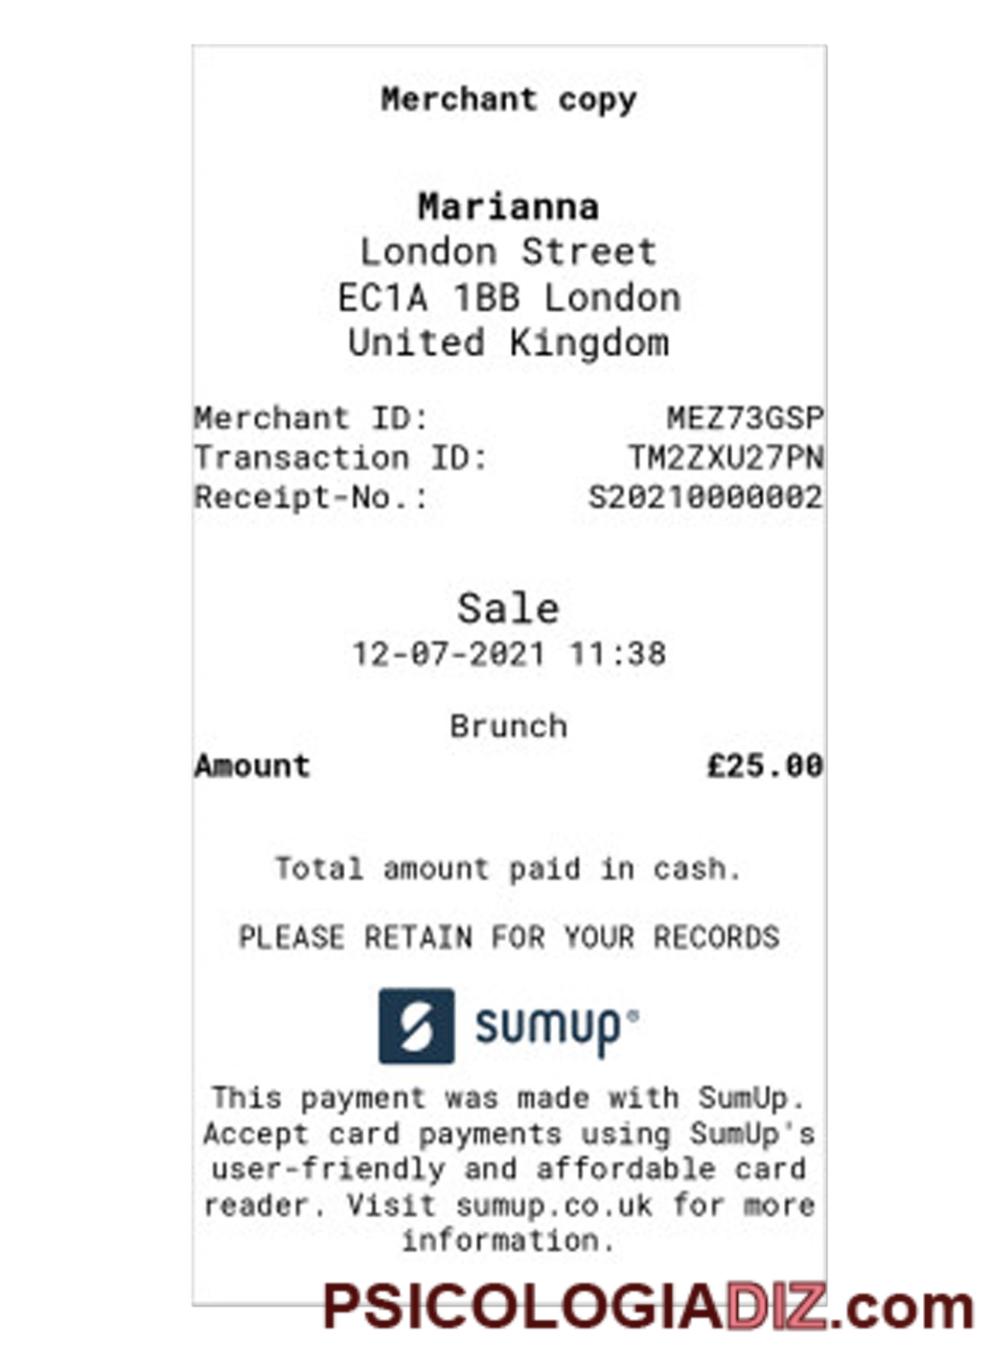 Merchant copy
Marianna
London Street
EC1A 1BB London
United Kingdom
Merchant ID: MEZ73GSP
Transaction ID: TM2ZXU27PN
Receipt-No.: S20210000002
Sale
12-07-2021 11:38
Brunch
Amount £25.00
Total amount paid in cash.
PLEASE RETAIN FOR YOUR RECORDS
sumup®
This payment was made with SumUp.
Accept card payments using SumUp's
user-friendly and affordable card
reader. Visit sumup.co.uk for more
information.
PSICOLOGIADIZ.com